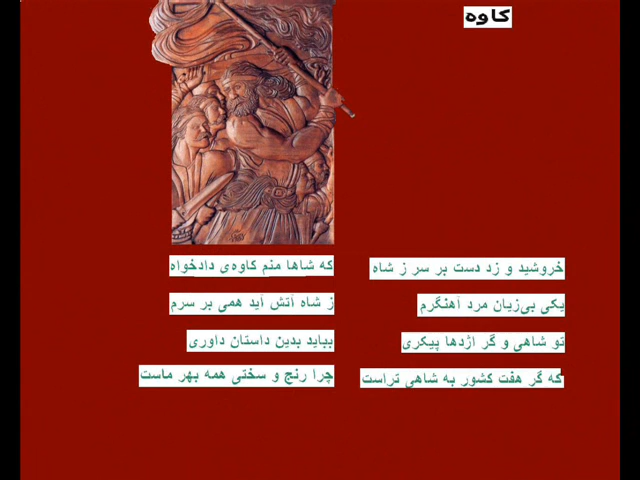 کاوه
خروشید و زد دست بر سر ز شاه
که شاها منم کاوه‌ی دادخواه
یکی بی‌زیان مرد آهنگرم
ز شاه آتش آید همی بر سرم
تو شاهی و گر اژدها پیکری
بباید بدین داستان داوری
که گر هفت کشور به شاهی تراست
چرا رنج و سختی همه بهر ماست